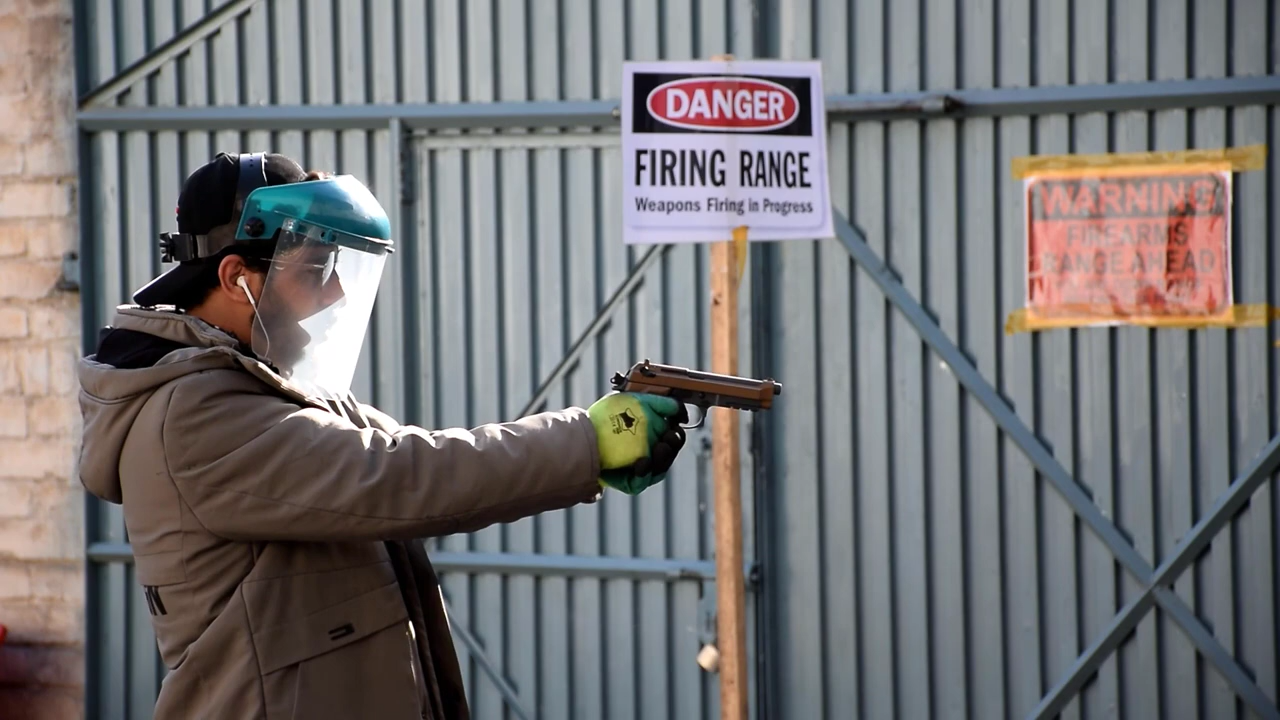 DANGER
FIRING RANGE
Weapons Firing in Progress
WARNING
FIREARMS
RANGE AHEAD